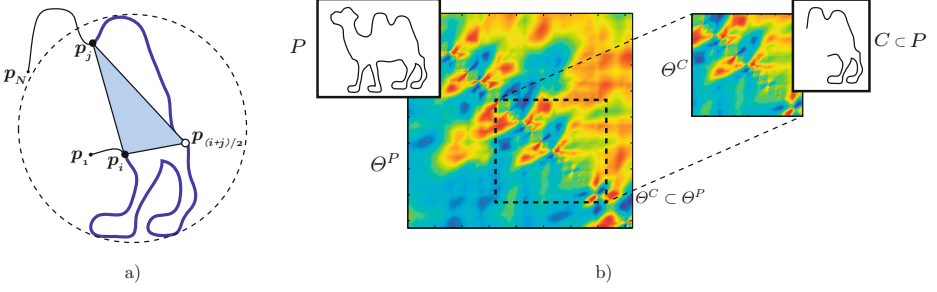 p_j
p_N
p_1
p_i
p_{(i+j)/2}
a)
P
Θ^P
Θ^C
C ⊂ P
Θ^C ⊂ Θ^P
b)